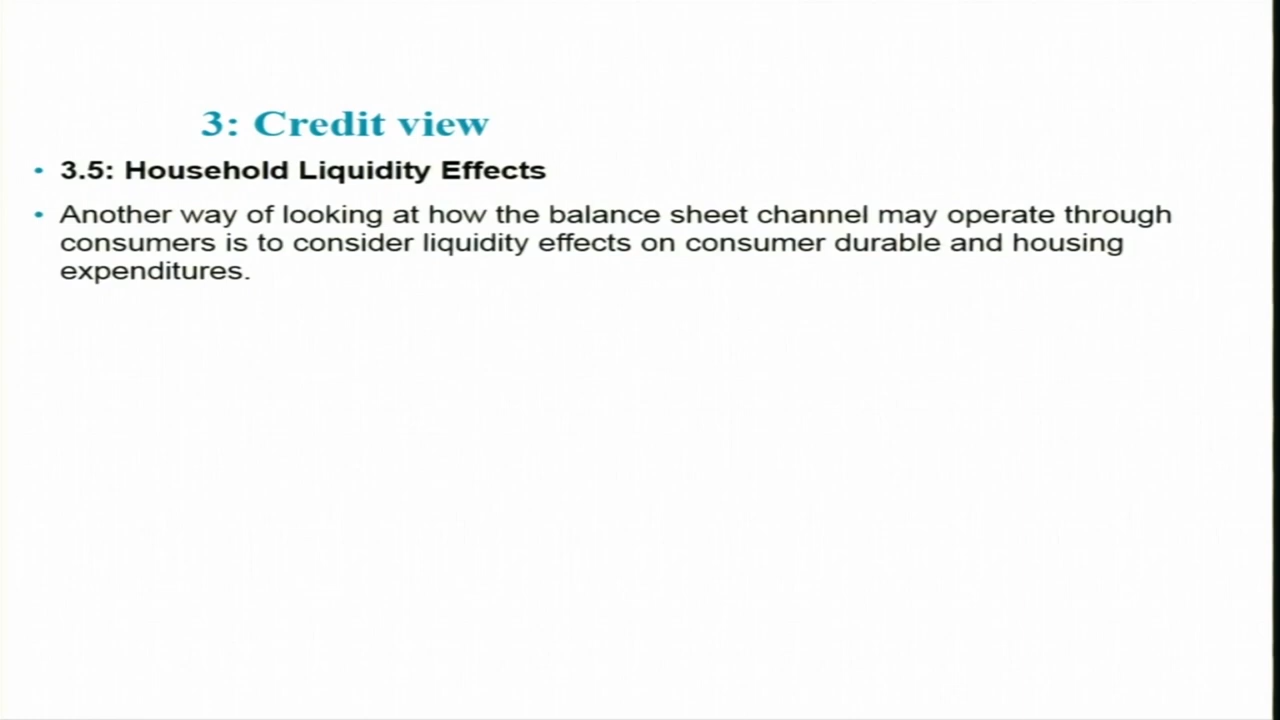 3: Credit view
• 3.5: Household Liquidity Effects
• Another way of looking at how the balance sheet channel may operate through
consumers is to consider liquidity effects on consumer durable and housing
expenditures.